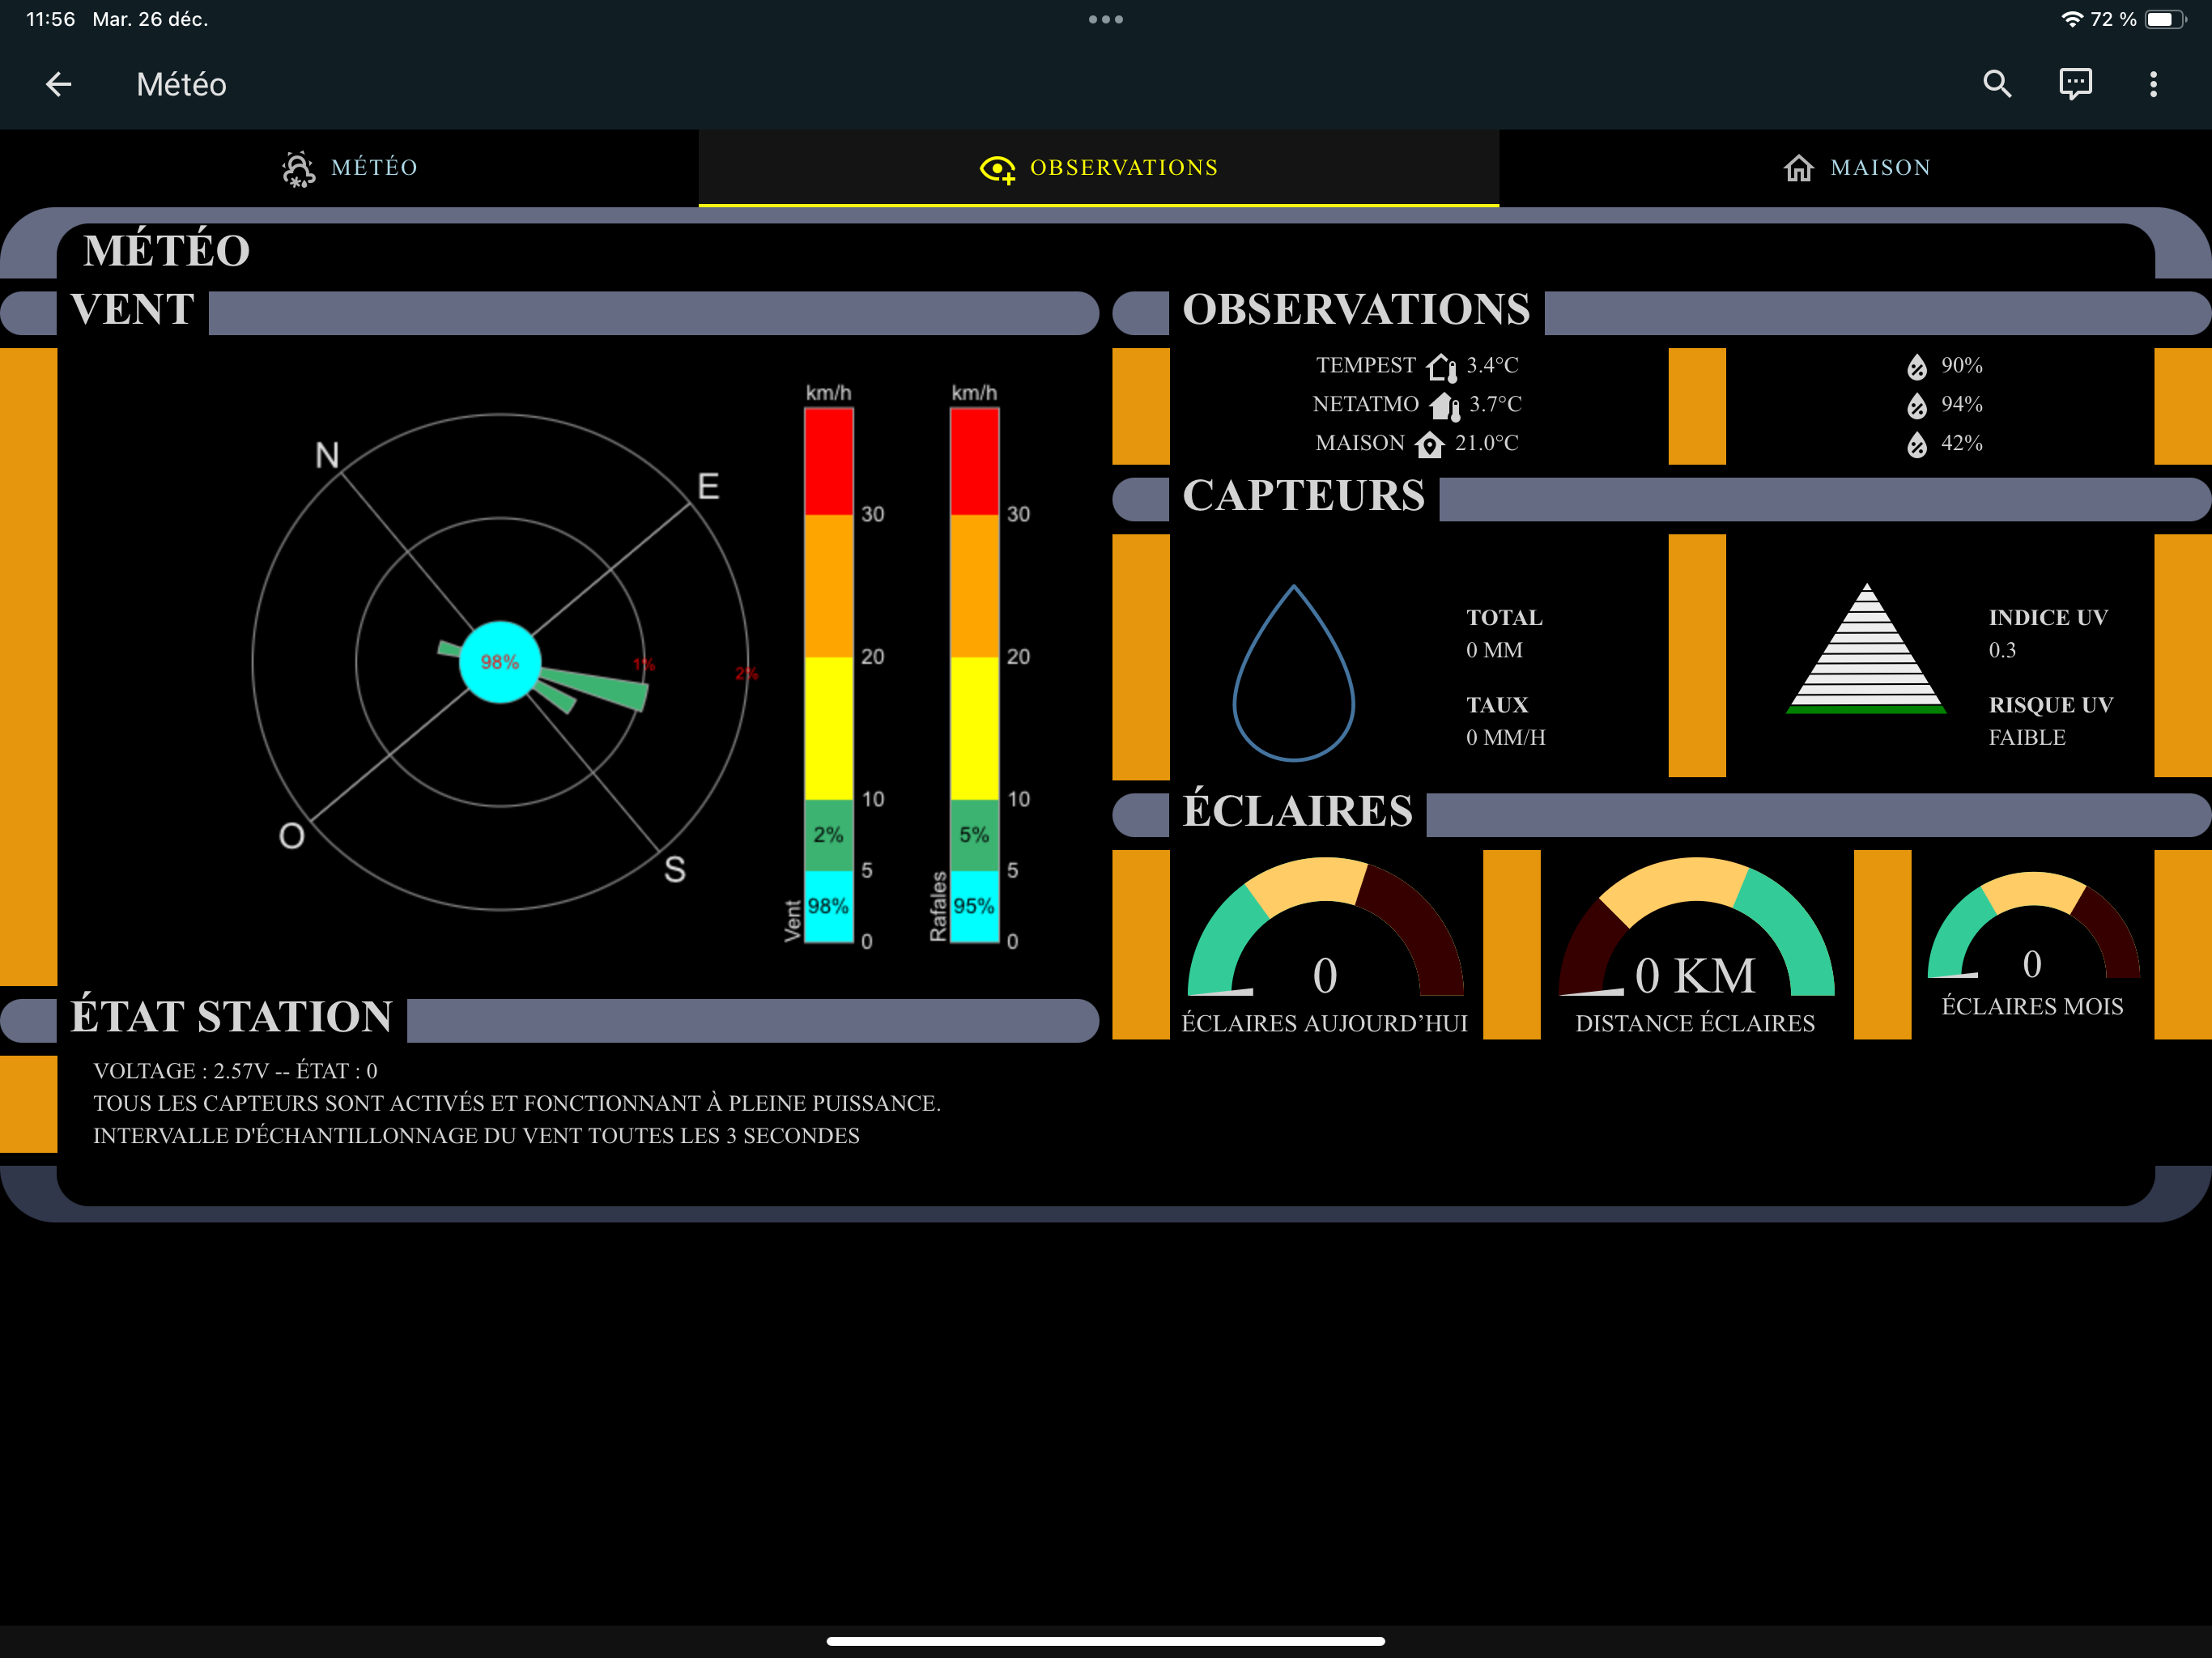 11:56 Mar. 26 déc.
72 %
Météo
MÉTÉO
OBSERVATIONS
MAISON
MÉTÉO
VENT
N
E
S
O
98%
1%
2%
km/h
30
20
10
5
0
2%
98%
Vent
km/h
30
20
10
5
0
5%
95%
Rafales
ÉTAT STATION
VOLTAGE : 2.57V -- ÉTAT : 0
TOUS LES CAPTEURS SONT ACTIVÉS ET FONCTIONNANT À PLEINE PUISSANCE.
INTERVALLE D'ÉCHANTILLONNAGE DU VENT TOUTES LES 3 SECONDES
OBSERVATIONS
TEMPEST 3.4°C
90%
NETATMO 3.7°C
94%
MAISON 21.0°C
42%
CAPTEURS
TOTAL
0 MM
TAUX
0 MM/H
INDICE UV
0.3
RISQUE UV
FAIBLE
ÉCLAIRES
0
ÉCLAIRES AUJOURD’HUI
0 KM
DISTANCE ÉCLAIRES
0
ÉCLAIRES MOIS